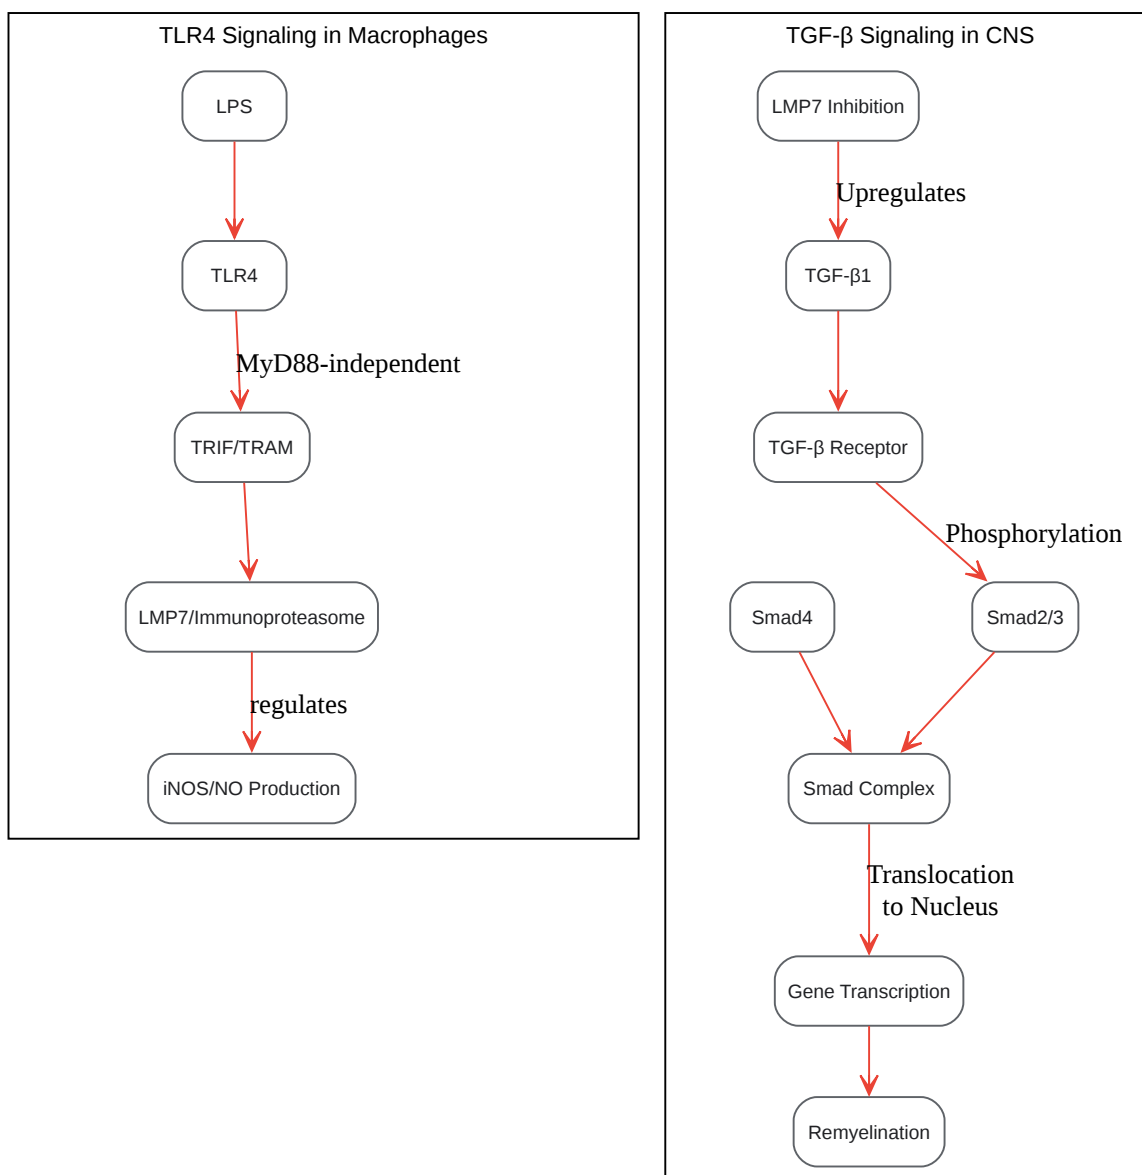 TLR4 Signaling in Macrophages
LPS
TLR4
MyD88-independent
TRIF/TRAM
LMP7/Immunoproteasome
regulates
iNOS/NO Production
TGF-β Signaling in CNS
LMP7 Inhibition
Upregulates
TGF-β1
TGF-β Receptor
Phosphorylation
Smad4
Smad2/3
Smad Complex
Translocation
to Nucleus
Gene Transcription
Remyelination